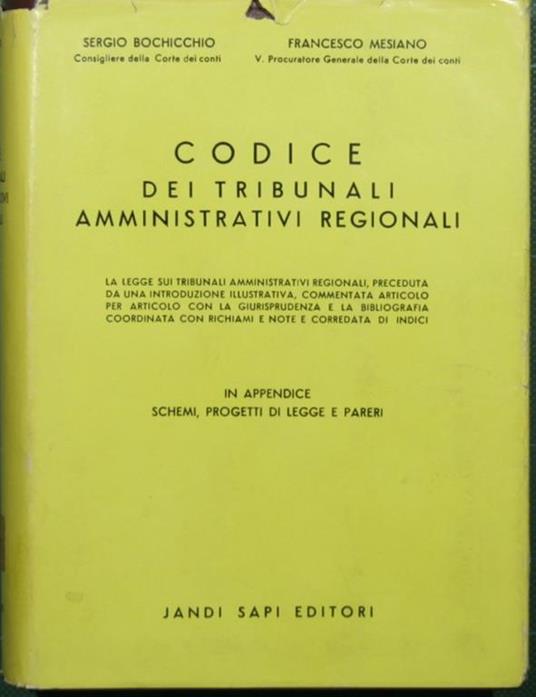 SERGIO BOCHICCHIO
Consigliere della Corte dei conti
FRANCESCO MESIANO
V. Procuratore Generale della Corte dei conti
CODICE
DEI TRIBUNALI
AMMINISTRATIVI REGIONALI
LA LEGGE SUI TRIBUNALI AMMINISTRATIVI REGIONALI, PRECEDUTA
DA UNA INTRODUZIONE ILLUSTRATIVA, COMMENTATA ARTICOLO
PER ARTICOLO CON LA GIURISPRUDENZA E LA BIBLIOGRAFIA
COORDINATA CON RICHIAMI E NOTE E CORREDATA DI INDICI
IN APPENDICE
SCHEMI, PROGETTI DI LEGGE E PARERI
JANDI SAPI EDITORI